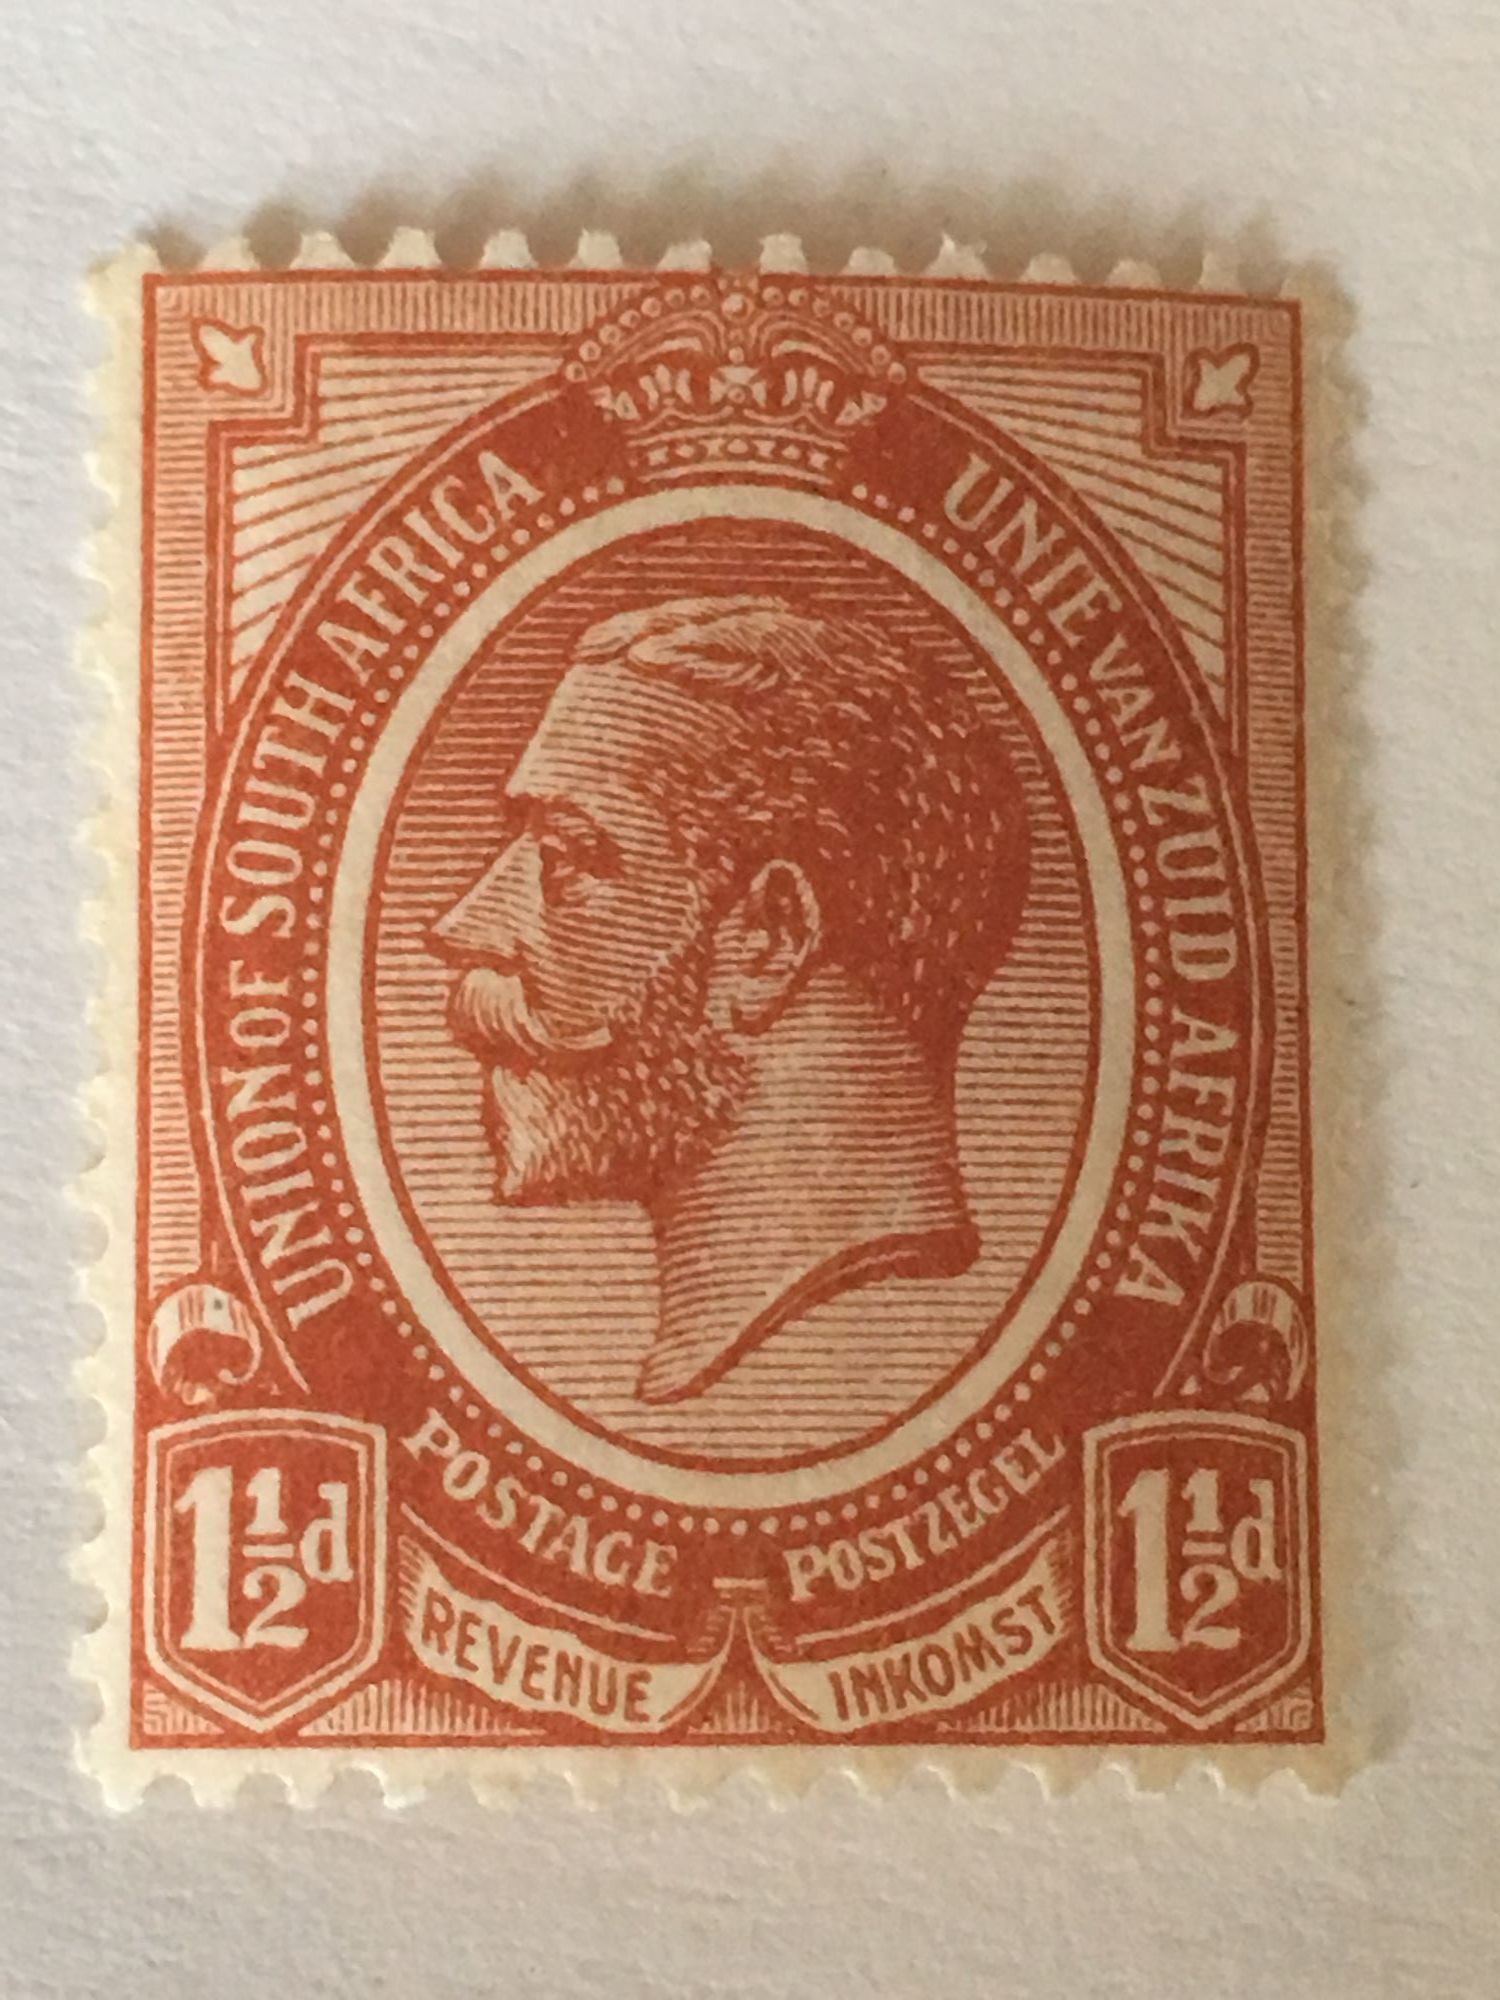 UNION OF SOUTH AFRICA
UNIE VAN ZUID AFRIKA
POSTAGE
POSTZEGEL
REVENUE
INKOMST
1½d
1½d